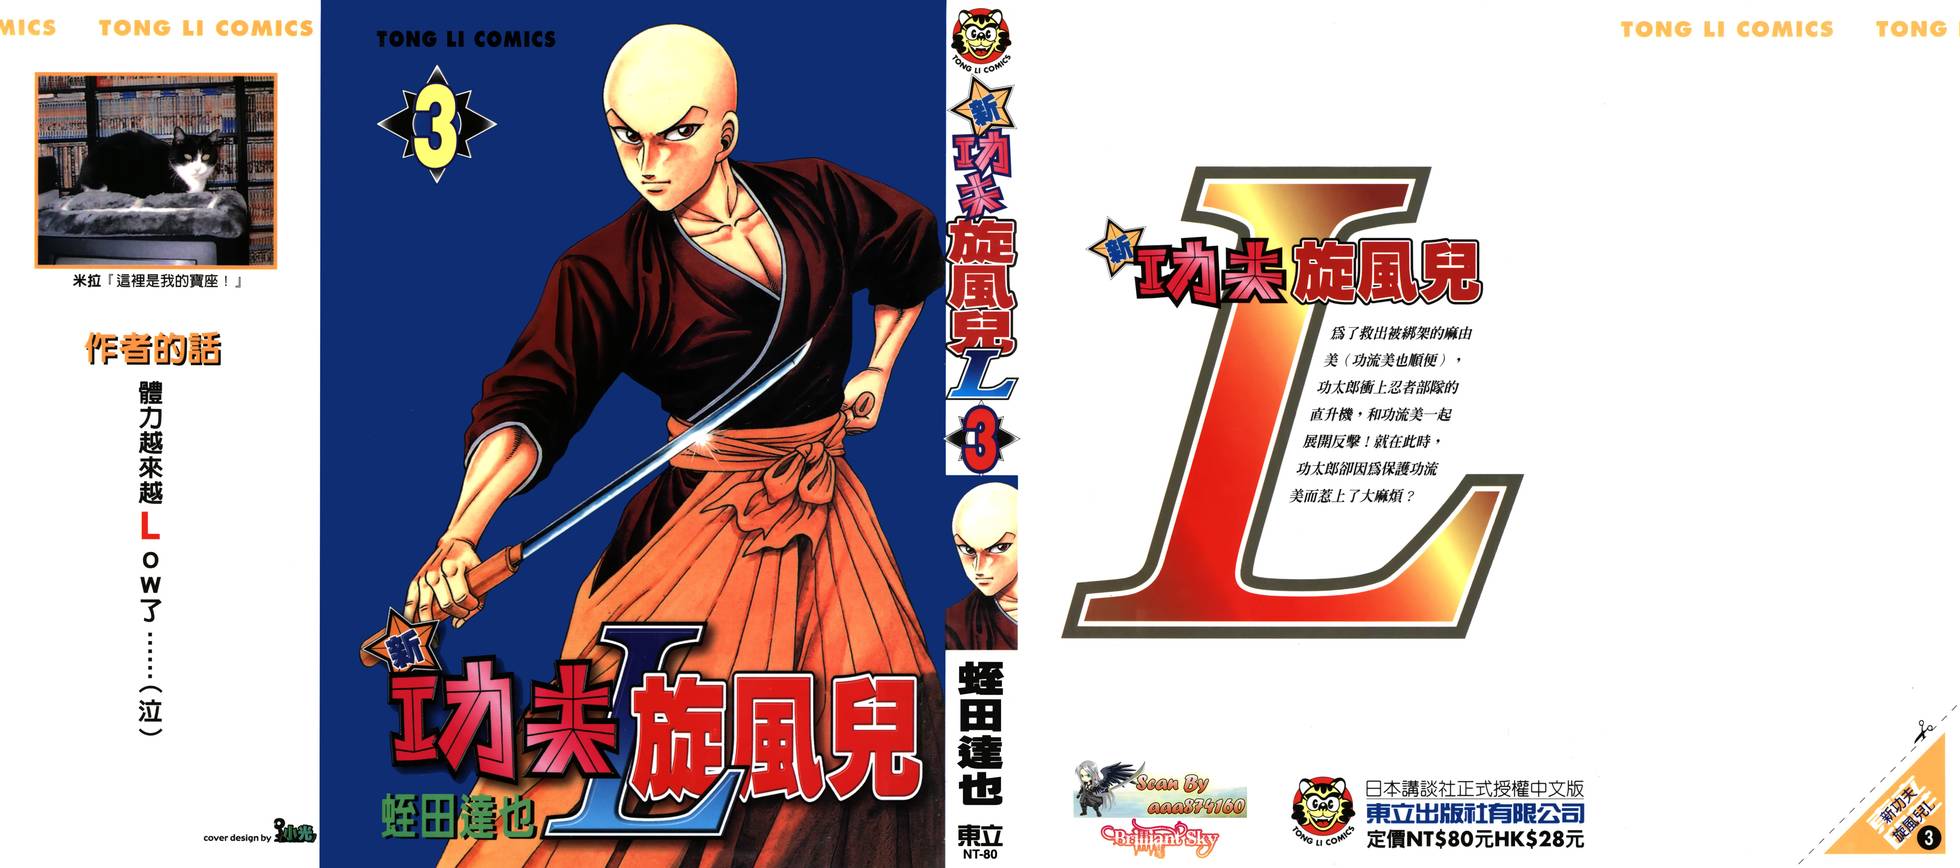 MICS
TONG LI COMICS
米拉『這裡是我的寶座！』
作者的話
體力越來越Low了……（泣）
cover design by 小光
TONG LI COMICS
3
新
功夫旋風兒
L
蛭田達也
TONG LI COMICS
新
功夫旋風兒L
3
蛭田達也
東立
NT-80
L
新
功夫旋風兒
為了救出被綁架的麻由
美（功流美也順便），
功太郎衝上忍者部隊的
直升機，和功流美一起
展開反擊！就在此時，
功太郎卻因為保護功流
美而惹上了大麻煩？
Scan By
aaa874160
Brilliant Sky
TONG LI COMICS
日本講談社正式授權中文版
東立出版社有限公司
定價NT$80元HK$28元
TONG LI COMICS
TONG
新功夫
旋風兒L
3